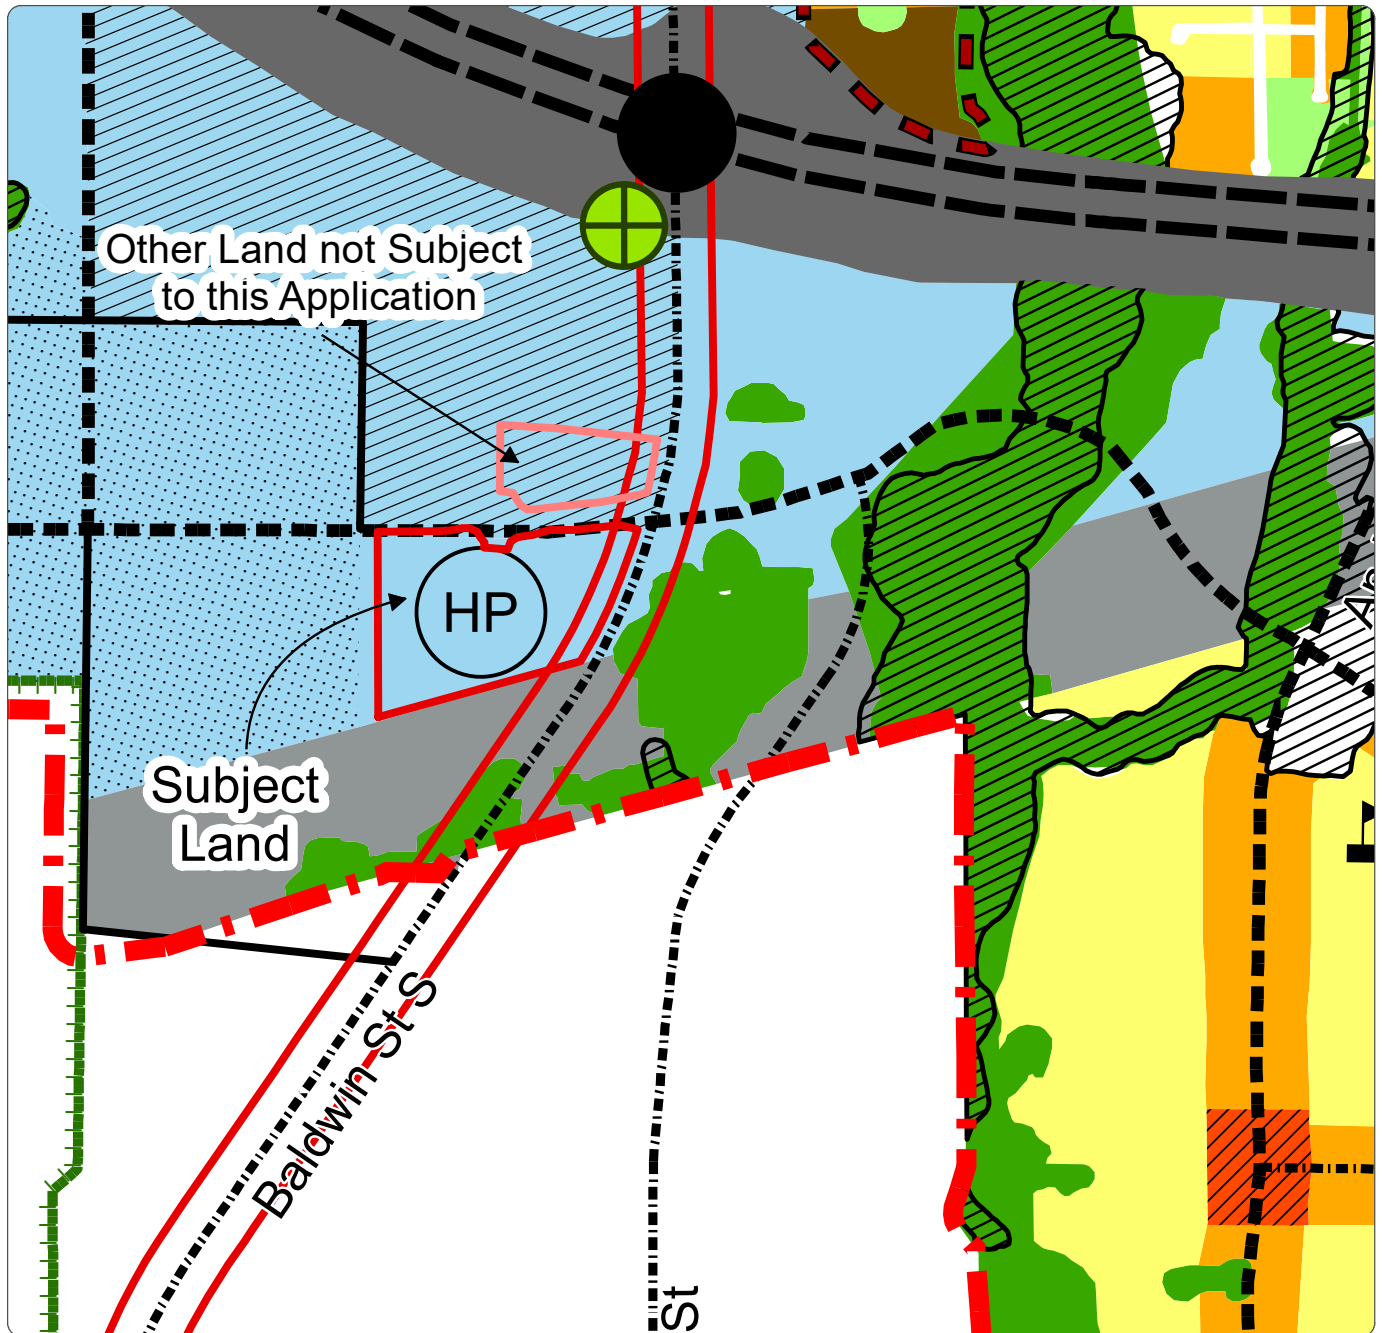 Other Land not Subject
to this Application
HP
Subject
Land
Baldwin St S
St